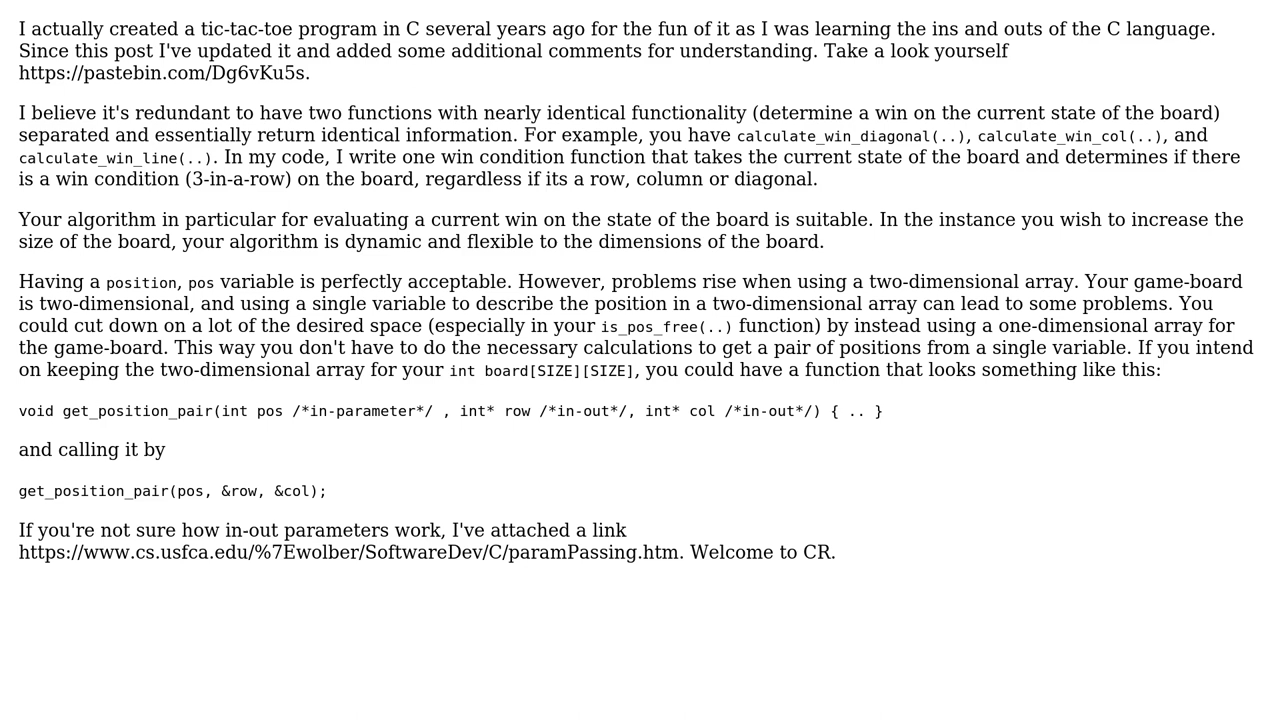 I actually created a tic-tac-toe program in C several years ago for the fun of it as I was learning the ins and outs of the C language.
Since this post I've updated it and added some additional comments for understanding. Take a look yourself
https://pastebin.com/Dg6vKu5s.
I believe it's redundant to have two functions with nearly identical functionality (determine a win on the current state of the board)
separated and essentially return identical information. For example, you have calculate_win_diagonal(..), calculate_win_col(..), and
calculate_win_line(..). In my code, I write one win condition function that takes the current state of the board and determines if there
is a win condition (3-in-a-row) on the board, regardless if its a row, column or diagonal.
Your algorithm in particular for evaluating a current win on the state of the board is suitable. In the instance you wish to increase the
size of the board, your algorithm is dynamic and flexible to the dimensions of the board.
Having a position, pos variable is perfectly acceptable. However, problems rise when using a two-dimensional array. Your game-board
is two-dimensional, and using a single variable to describe the position in a two-dimensional array can lead to some problems. You
could cut down on a lot of the desired space (especially in your is_pos_free(..) function) by instead using a one-dimensional array for
the game-board. This way you don't have to do the necessary calculations to get a pair of positions from a single variable. If you intend
on keeping the two-dimensional array for your int board[SIZE][SIZE], you could have a function that looks something like this:
void get_position_pair(int pos /*in-parameter*/ , int* row /*in-out*/, int* col /*in-out*/) { .. }
and calling it by
get_position_pair(pos, &row, &col);
If you're not sure how in-out parameters work, I've attached a link
https://www.cs.usfca.edu/%7Ewolber/SoftwareDev/C/paramPassing.htm. Welcome to CR.